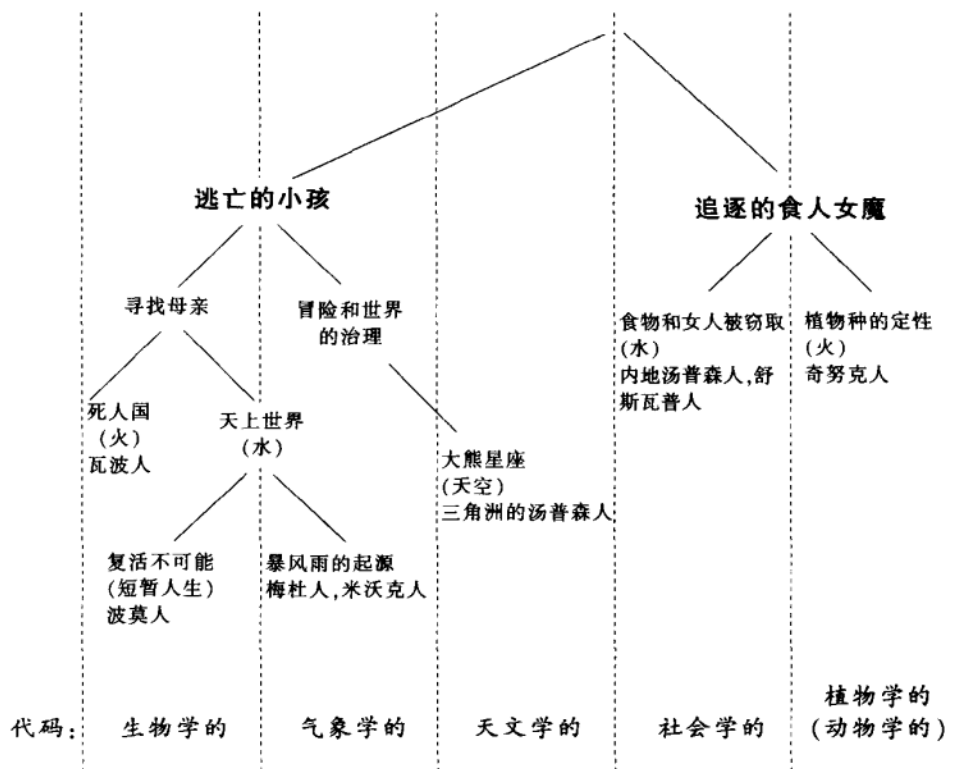 逃亡的小孩
追逐的食人女魔
寻找母亲
冒险和世界
的治理
食物和女人被窃取
(水)
内地汤普森人,舒
斯瓦普人
植物种的定性
(火)
奇努克人
死人国
(火)
瓦波人
天上世界
(水)
大熊星座
(天空)
三角洲的汤普森人
复活不可能
(短暂人生)
波莫人
暴风雨的起源
梅杜人,米沃克人
代码:
生物学的
气象学的
天文学的
社会学的
植物学的
(动物学的)